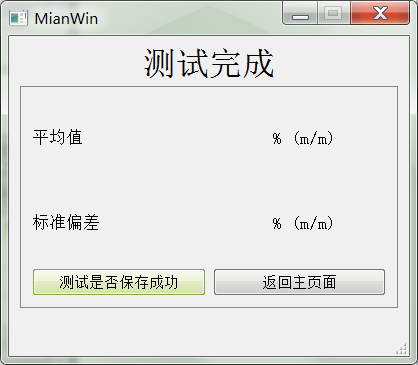 MianWin
测试完成
平均值 % (m/m)
标准偏差 % (m/m)
测试是否保存成功 返回主页面